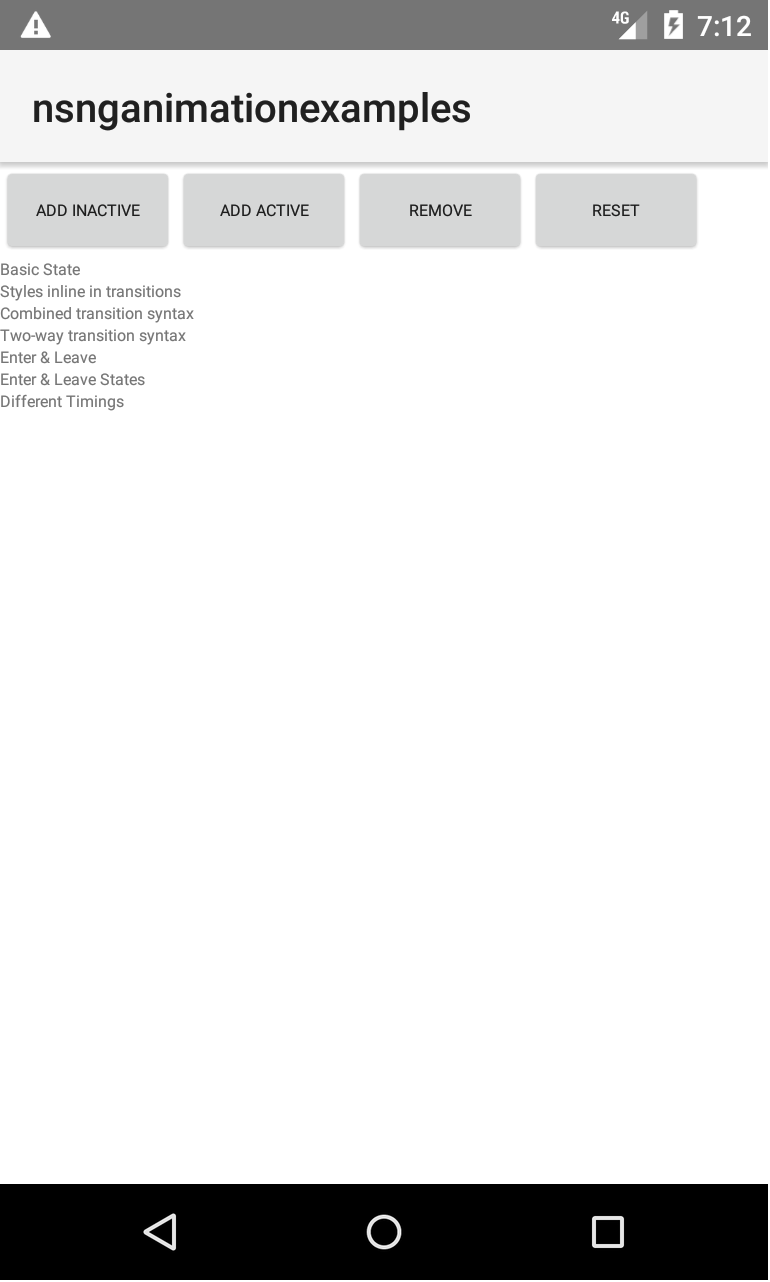 4G 7:12
nsnganimationexamples
ADD INACTIVE ADD ACTIVE REMOVE RESET
Basic State
Styles inline in transitions
Combined transition syntax
Two-way transition syntax
Enter & Leave
Enter & Leave States
Different Timings